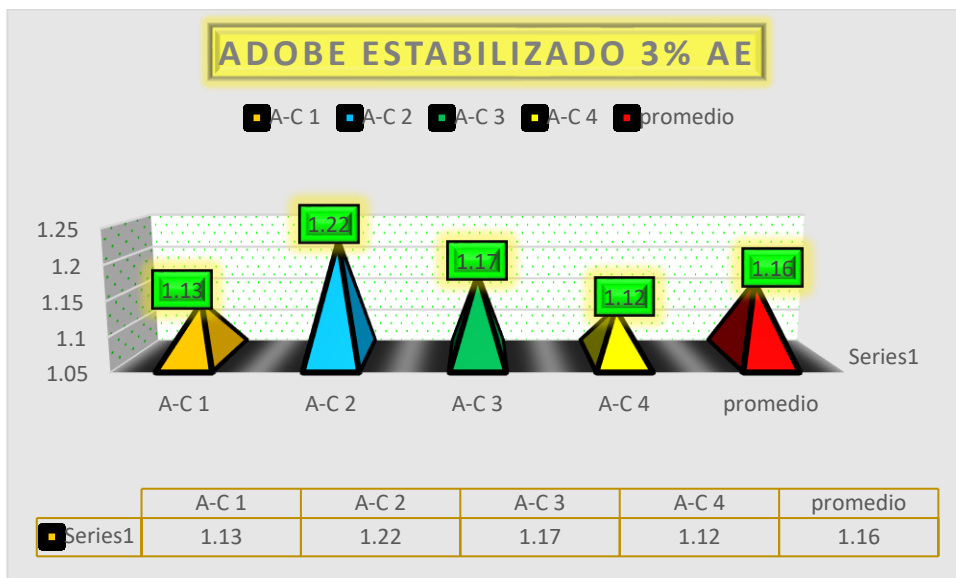 ADOBE ESTABILIZADO 3% AE
A-C 1 A-C 2 A-C 3 A-C 4 promedio
1.25
1.2
1.15
1.1
1.05
1.13 1.22 1.17 1.12 1.16
Series1
A-C 1 A-C 2 A-C 3 A-C 4 promedio
A-C 1 A-C 2 A-C 3 A-C 4 promedio
Series1 1.13 1.22 1.17 1.12 1.16